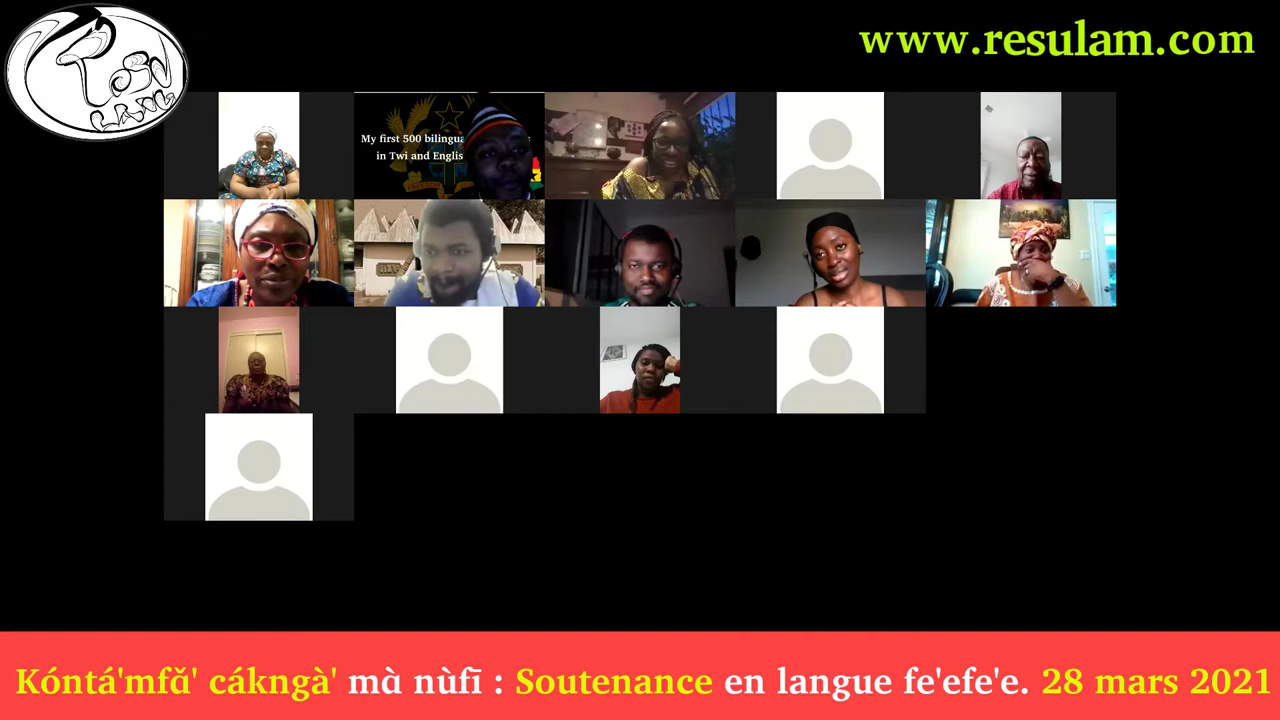 www.resulam.com
My first 500 bilingua
in Twi and Englis
Kóntá'mfǎ' cákngà' mà nùfī : Soutenance en langue fe'efe'e. 28 mars 2021